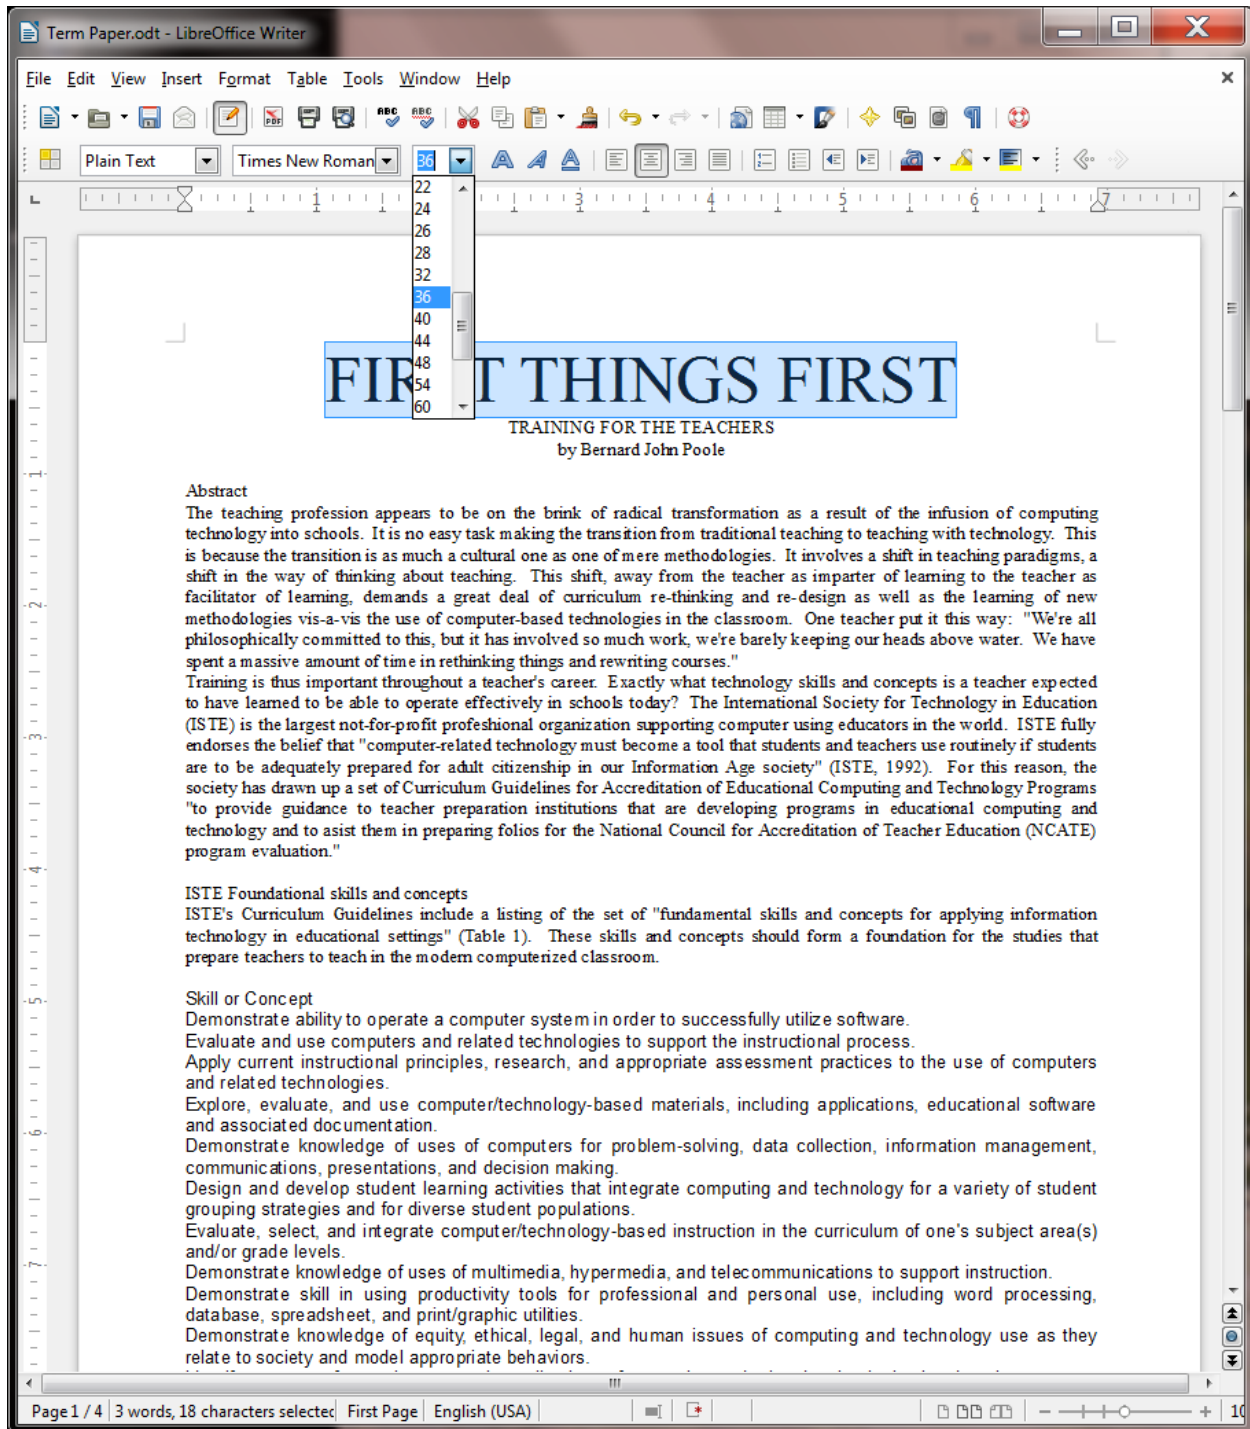 Term Paper.odt - LibreOffice Writer
File Edit View Insert Format Table Tools Window Help
Plain Text Times New Roman 36
22
24
26
28
32
36
40
44
48
54
60
1 3 4 5 6 7
FIRST THINGS FIRST
TRAINING FOR THE TEACHERS
by Bernard John Poole
Abstract
The teaching profession appears to be on the brink of radical transformation as a result of the infusion of computing
technology into schools. It is no easy task making the transition from traditional teaching to teaching with technology. This
is because the transition is as much a cultural one as one of mere methodologies. It involves a shift in teaching paradigms, a
shift in the way of thinking about teaching. This shift, away from the teacher as imparter of learning to the teacher as
facilitator of learning, demands a great deal of curriculum re-thinking and re-design as well as the learning of new
methodologies vis-a-vis the use of computer-based technologies in the classroom. One teacher put it this way: "We're all
philosophically committed to this, but it has involved so much work, we're barely keeping our heads above water. We have
spent a massive amount of time in rethinking things and rewriting courses."
Training is thus important throughout a teacher's career. Exactly what technology skills and concepts is a teacher expected
to have learned to be able to operate effectively in schools today? The International Society for Technology in Education
(ISTE) is the largest not-for-profit profeshional organization supporting computer using educators in the world. ISTE fully
endorses the belief that "computer-related technology must become a tool that students and teachers use routinely if students
are to be adequately prepared for adult citizenship in our Information Age society" (ISTE, 1992). For this reason, the
society has drawn up a set of Curriculum Guidelines for Accreditation of Educational Computing and Technology Programs
"to provide guidance to teacher preparation institutions that are developing programs in educational computing and
technology and to asist them in preparing folios for the National Council for Accreditation of Teacher Education (NCATE)
program evaluation."
ISTE Foundational skills and concepts
ISTE's Curriculum Guidelines include a listing of the set of "fundamental skills and concepts for applying information
technology in educational settings" (Table 1). These skills and concepts should form a foundation for the studies that
prepare teachers to teach in the modern computerized classroom.
Skill or Concept
Demonstrate ability to operate a computer system in order to successfully utilize software.
Evaluate and use computers and related technologies to support the instructional process.
Apply current instructional principles, research, and appropriate assessment practices to the use of computers
and related technologies.
Explore, evaluate, and use computer/technology-based materials, including applications, educational software
and associated documentation.
Demonstrate knowledge of uses of computers for problem-solving, data collection, information management,
communications, presentations, and decision making.
Design and develop student learning activities that integrate computing and technology for a variety of student
grouping strategies and for diverse student populations.
Evaluate, select, and integrate computer/technology-based instruction in the curriculum of one's subject area(s)
and/or grade levels.
Demonstrate knowledge of uses of multimedia, hypermedia, and telecommunications to support instruction.
Demonstrate skill in using productivity tools for professional and personal use, including word processing,
database, spreadsheet, and print/graphic utilities.
Demonstrate knowledge of equity, ethical, legal, and human issues of computing and technology use as they
relate to society and model appropriate behaviors.
Page 1 / 4 3 words, 18 characters selected First Page English (USA) 10